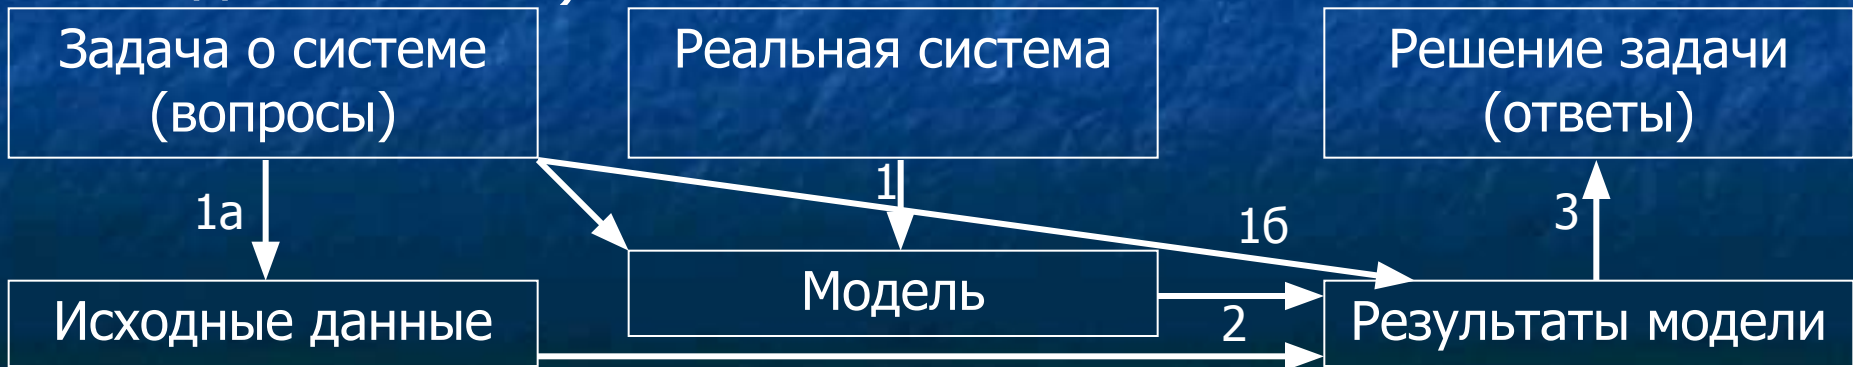 Задача о системе
(вопросы)
Реальная система
Решение задачи
(ответы)
1а
1
1б
3
Исходные данные
Модель
2
Результаты модели